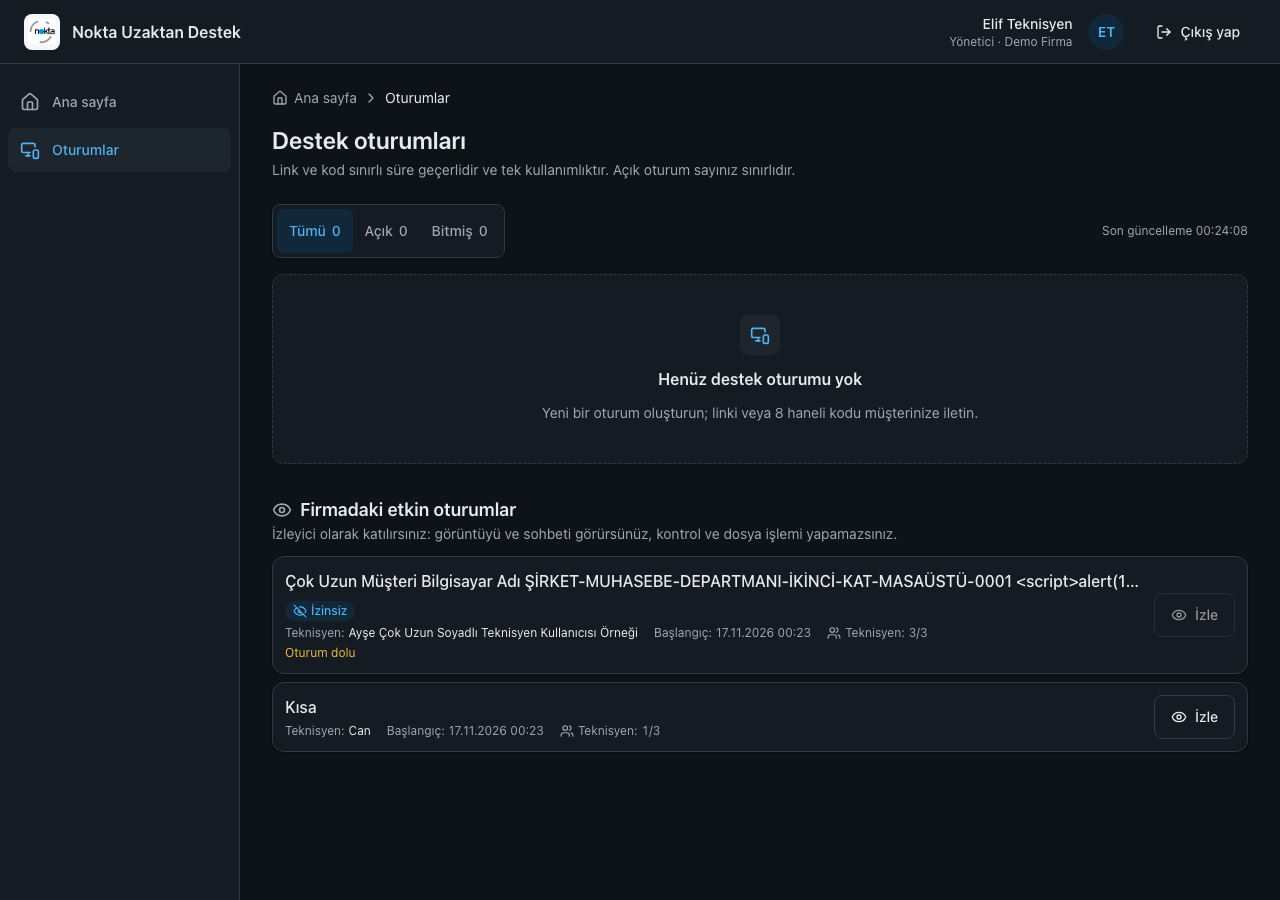 nokta
Nokta Uzaktan Destek
Elif Teknisyen
Yönetici · Demo Firma
ET
Çıkış yap
Ana sayfa
Oturumlar
Ana sayfa
Oturumlar
Destek oturumları
Link ve kod sınırlı süre geçerlidir ve tek kullanımlıktır. Açık oturum sayınız sınırlıdır.
Tümü 0
Açık 0
Bitmiş 0
Son güncelleme 00:24:08
Henüz destek oturumu yok
Yeni bir oturum oluşturun; linki veya 8 haneli kodu müşterinize iletin.
Firmadaki etkin oturumlar
İzleyici olarak katılırsınız: görüntüyü ve sohbeti görürsünüz, kontrol ve dosya işlemi yapamazsınız.
Çok Uzun Müşteri Bilgisayar Adı ŞİRKET-MUHASEBE-DEPARTMANI-İKİNCİ-KAT-MASAÜSTÜ-0001 <script>alert(1...
İzinsiz
Teknisyen: Ayşe Çok Uzun Soyadlı Teknisyen Kullanıcısı Örneği Başlangıç: 17.11.2026 00:23 Teknisyen: 3/3
Oturum dolu
İzle
Kısa
Teknisyen: Can Başlangıç: 17.11.2026 00:23 Teknisyen: 1/3
İzle